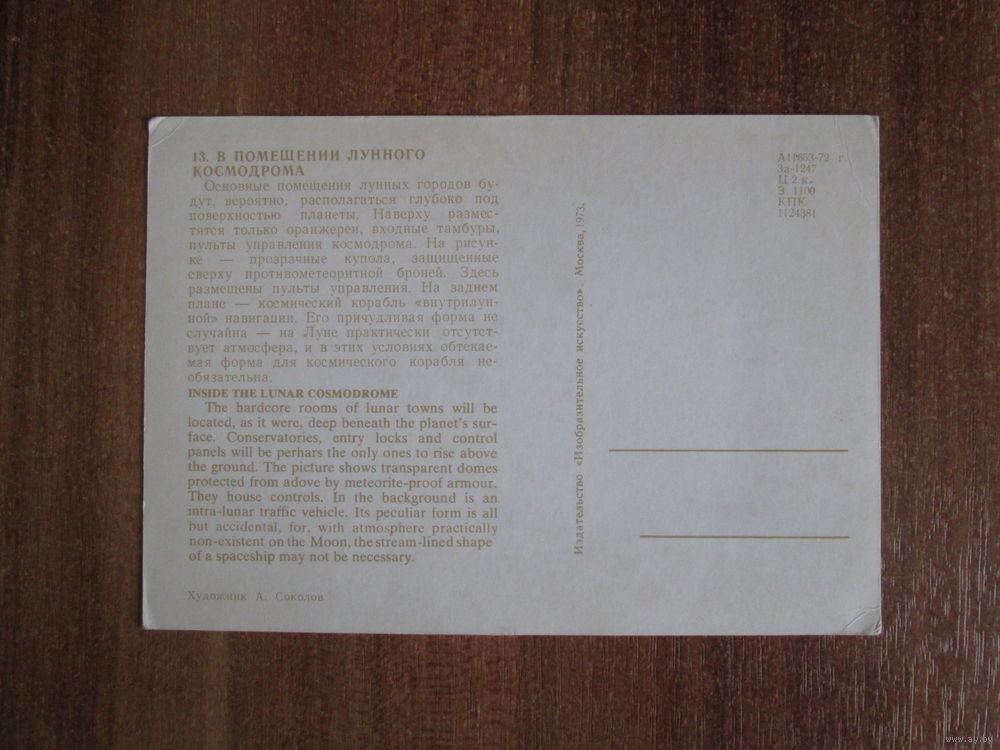 13. В ПОМЕЩЕНИИ ЛУННОГО
КОСМОДРОМА
Основные помещения лунных городов бу-
дут, вероятно, располагаться глубоко под
поверхностью планеты. Наверху размес-
тятся только оранжереи, входные тамбуры,
пульты управления космодрома. На рисун-
ке — прозрачные купола, защищенные
сверху противометеоритной броней. Здесь
размещены пульты управления. На заднем
плане — космический корабль «внутрилун-
ной» навигации. Его причудливая форма не
случайна — на Луне практически отсутст-
вует атмосфера, и в этих условиях обтекае-
мая форма для космического корабля не-
обязательна.
INSIDE THE LUNAR COSMODROME
The hardcore rooms of lunar towns will be
located, as it were, deep beneath the planet's sur-
face. Conservatories, entry locks and control
panels will be perhars the only ones to rise above
the ground. The picture shows transparent domes
protected from adove by meteorite-proof armour.
They house controls. In the background is an
intra-lunar traffic vehicle. Its peculiar form is all
but accidental, for, with atmosphere practically
non-existent on the Moon, the stream-lined shape
of a spaceship may not be necessary.
Художник А. Соколов
Издательство «Изобразительное искусство». Москва, 1973.
А11653-72 г.
За-1247
Ц 2 к.
Э 1100
КПК
1124381
www.ay.by